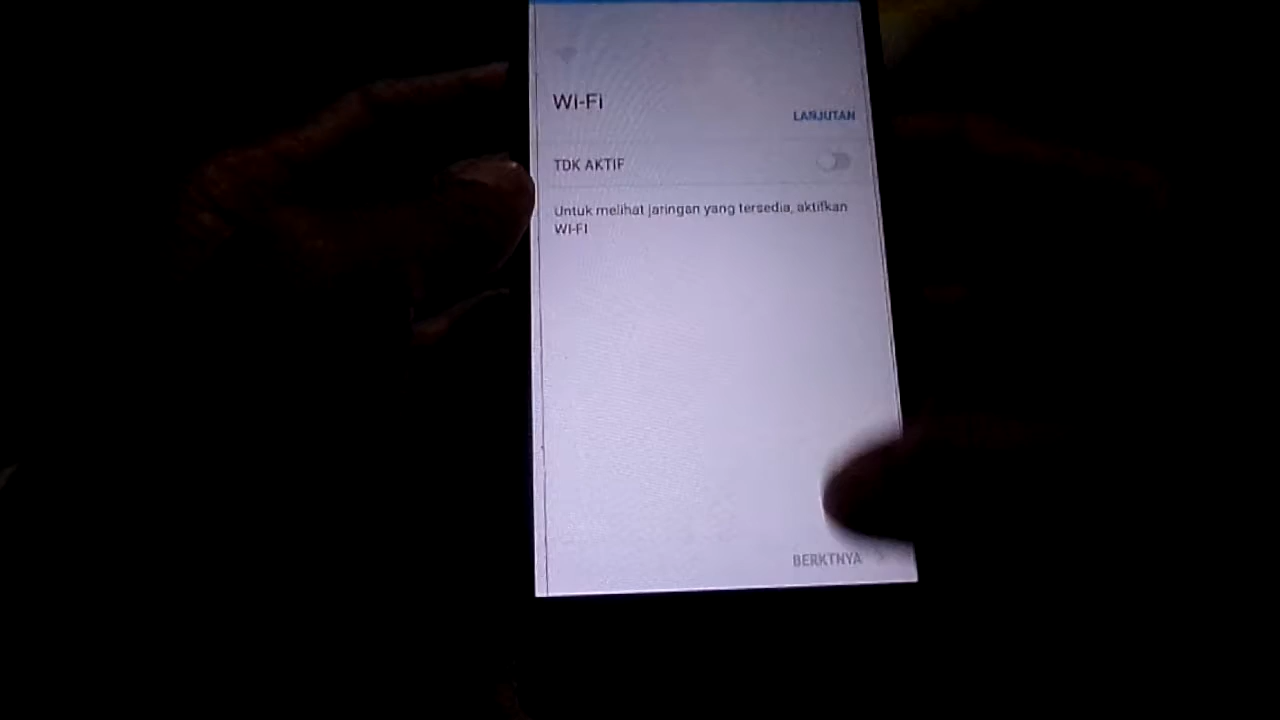 Wi-Fi
LANJUTAN
TDK AKTIF
Untuk melihat jaringan yang tersedia, aktifkan
Wi-Fi
BERKTNYA